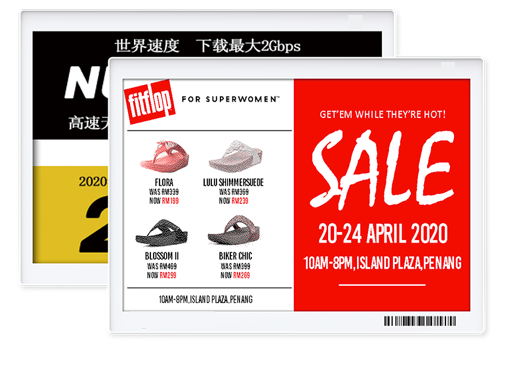 世界速度 下载最大2Gbps
NU
高速天
2020
2
fitflop
FOR SUPERWOMEN™
FLORA
WAS RM399
NOW RM199
LULU SHIMMERSUEDE
WAS RM369
NOW RM239
BLOSSOM II
WAS RM469
NOW RM299
BIKER CHIC
WAS RM399
NOW RM269
10AM-8PM, ISLAND PLAZA, PENANG
GET'EM WHILE THEY'RE HOT!
SALE
20-24 APRIL 2020
10AM-8PM, ISLAND PLAZA, PENANG